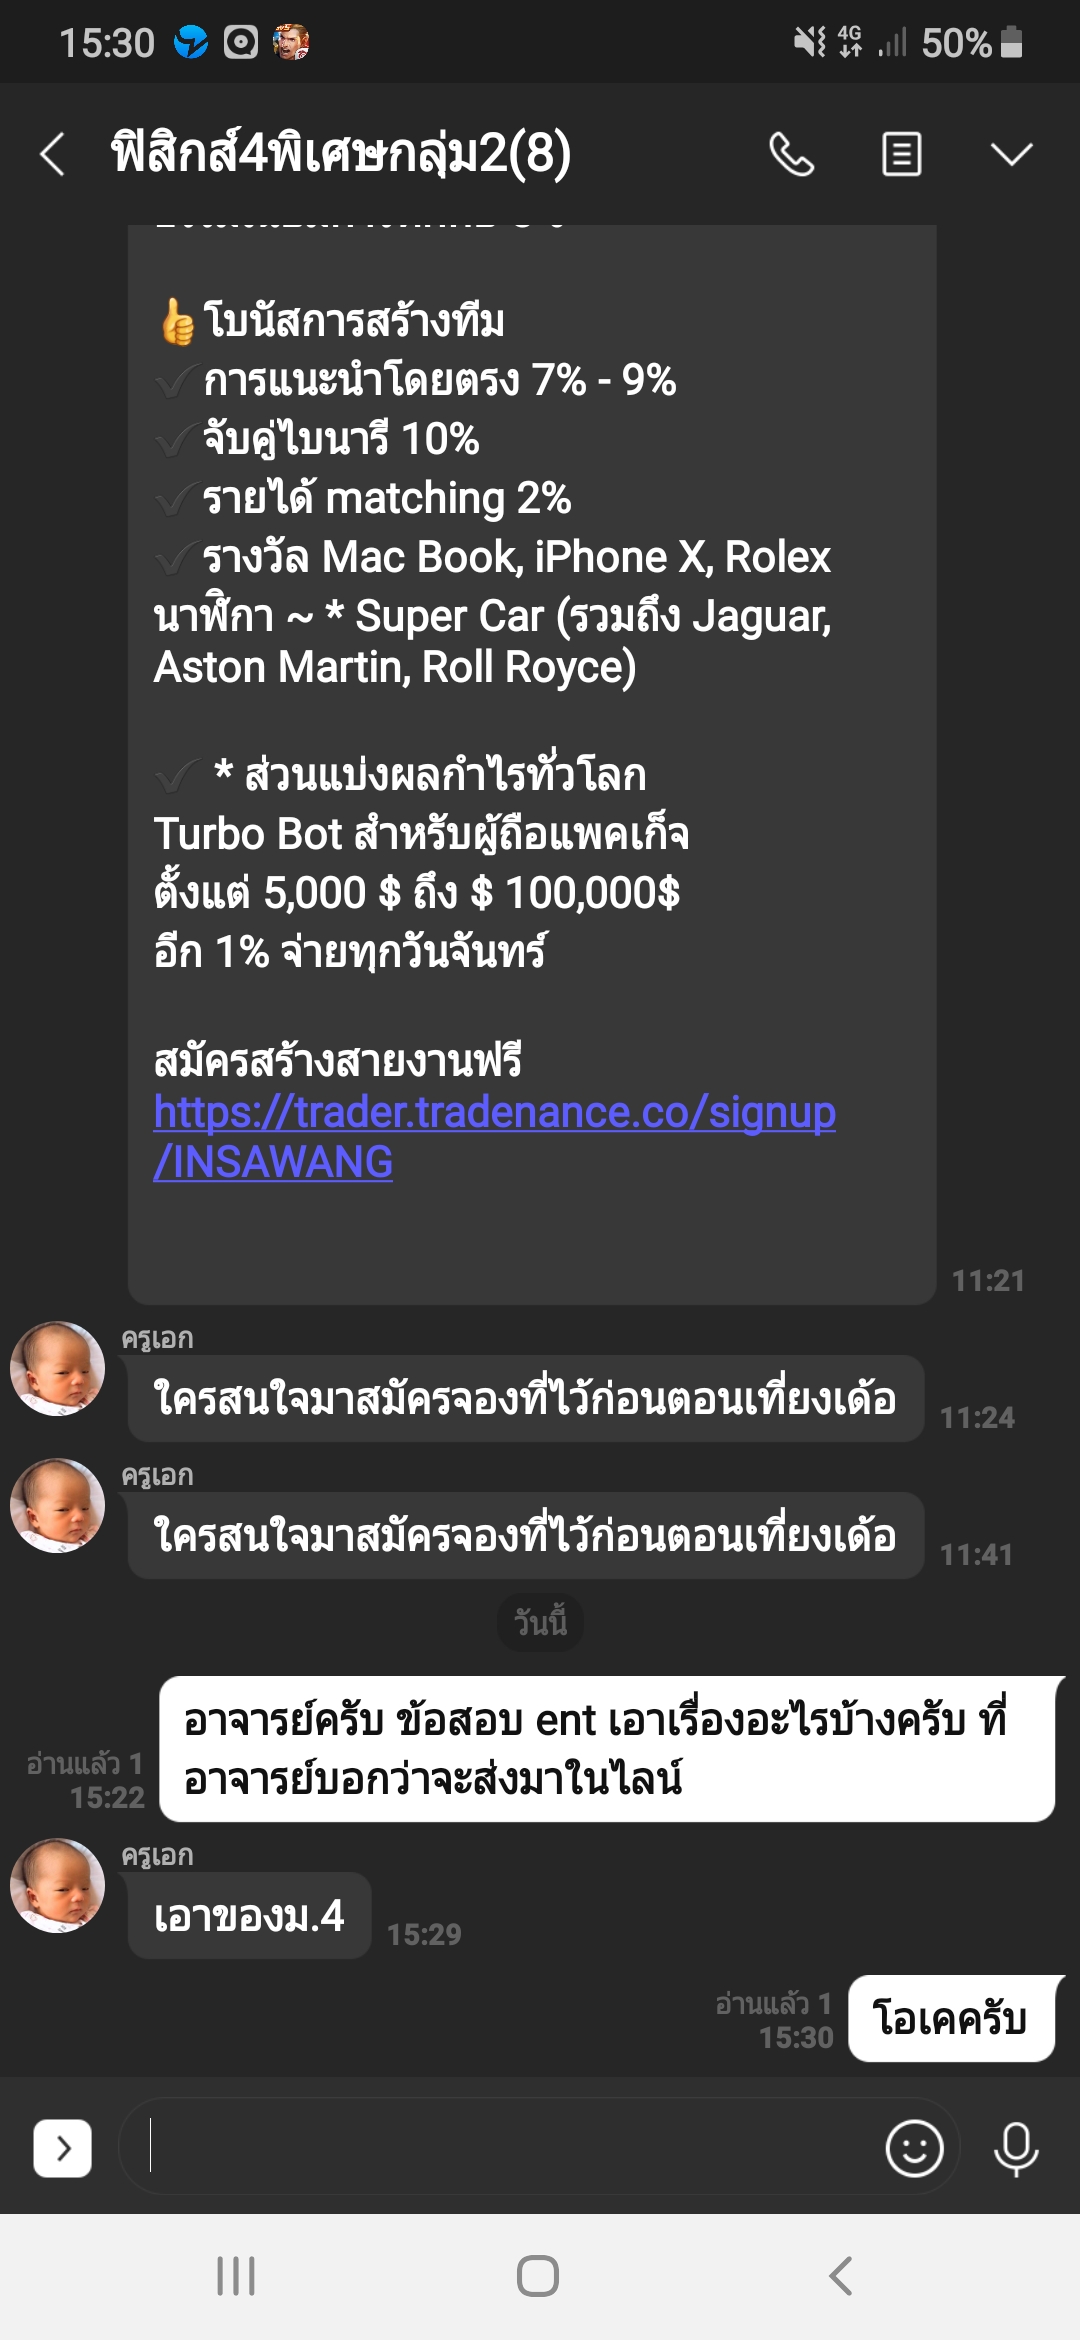 15:30
4G
50%
ฟิสิกส์4พิเศษกลุ่ม2(8)
👍โบนัสการสร้างทีม
✔การแนะนำโดยตรง 7% - 9%
✔จับคู่ไบนารี 10%
✔รายได้ matching 2%
✔รางวัล Mac Book, iPhone X, Rolex
นาฬิกา ~ * Super Car (รวมถึง Jaguar,
Aston Martin, Roll Royce)
✔ * ส่วนแบ่งผลกำไรทั่วโลก
Turbo Bot สำหรับผู้ถือแพคเก็จ
ตั้งแต่ 5,000 $ ถึง $ 100,000$
อีก 1% จ่ายทุกวันจันทร์
สมัครสร้างสายงานฟรี
https://trader.tradenance.co/signup
/INSAWANG
11:21
ครูเอก
ใครสนใจมาสมัครจองที่ไว้ก่อนตอนเที่ยงเด้อ
11:24
ครูเอก
ใครสนใจมาสมัครจองที่ไว้ก่อนตอนเที่ยงเด้อ
11:41
วันนี้
อาจารย์ครับ ข้อสอบ ent เอาเรื่องอะไรบ้างครับ ที่
อาจารย์บอกว่าจะส่งมาในไลน์
อ่านแล้ว 1
15:22
ครูเอก
เอาของม.4
15:29
โอเคครับ
อ่านแล้ว 1
15:30